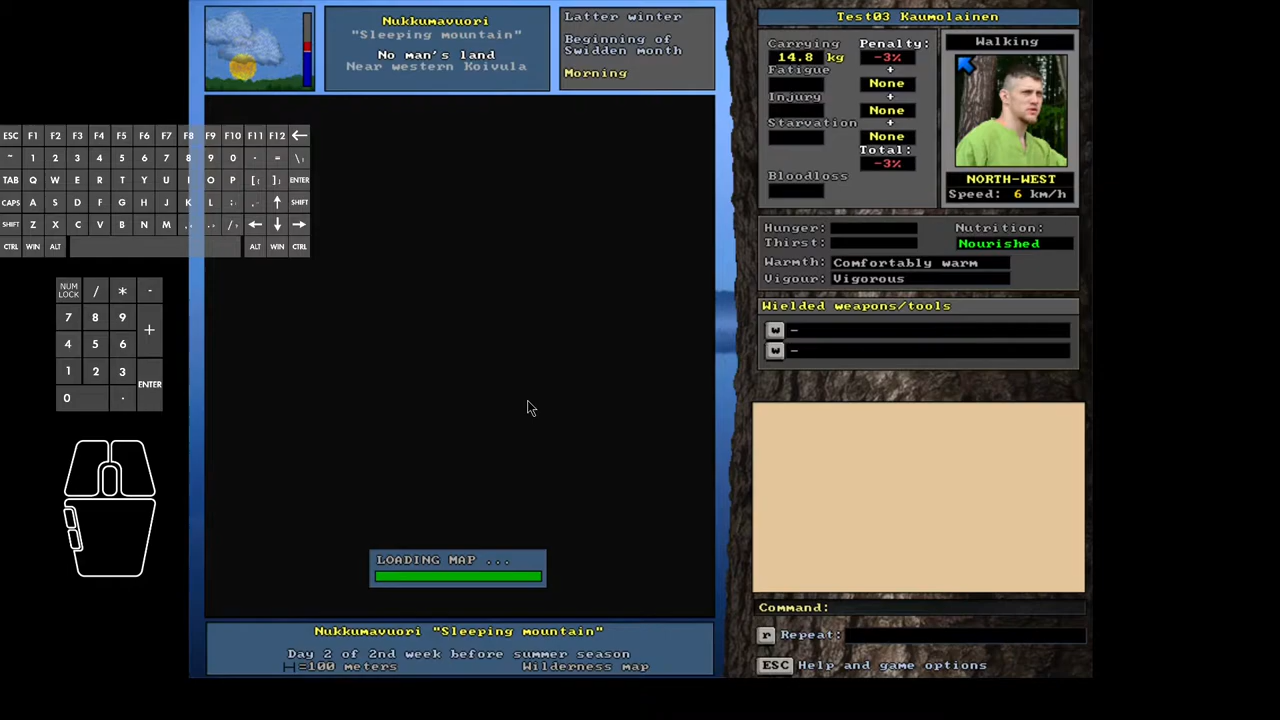 Nukkumavuori
"Sleeping mountain"
No man's land
Near western Koivula
Latter winter
Beginning of
Swidden month
Morning
Test03 Kaumolainen
Carrying
14.8 kg
Fatigue
Injury
Starvation
Bloodloss
Penalty:
-3%
+
None
+
None
+
None
Total:
-3%
Walking
NORTH-WEST
Speed: 6 km/h
Hunger:
Thirst:
Nutrition:
Nourished
Warmth: Comfortably warm
Vigour: Vigorous
Wielded weapons/tools
w -
w -
ESC F1 F2 F3 F4 F5 F6 F7 F8 F9 F10 F11 F12 ←
~ 1 2 3 4 5 6 7 8 9 0 - = \|
TAB Q W E R T Y U I O P [{ ]} ENTER
CAPS A S D F G H J K L ;: ↑ SHIFT
SHIFT Z X C V B N M /? ← ↓ →
CTRL WIN ALT ALT WIN CTRL
NUM LOCK / * -
7 8 9 +
4 5 6
1 2 3 ENTER
0 .
LOADING MAP ...
Nukkumavuori "Sleeping mountain"
Day 2 of 2nd week before summer season
=100 meters Wilderness map
Command:
r Repeat:
ESC Help and game options